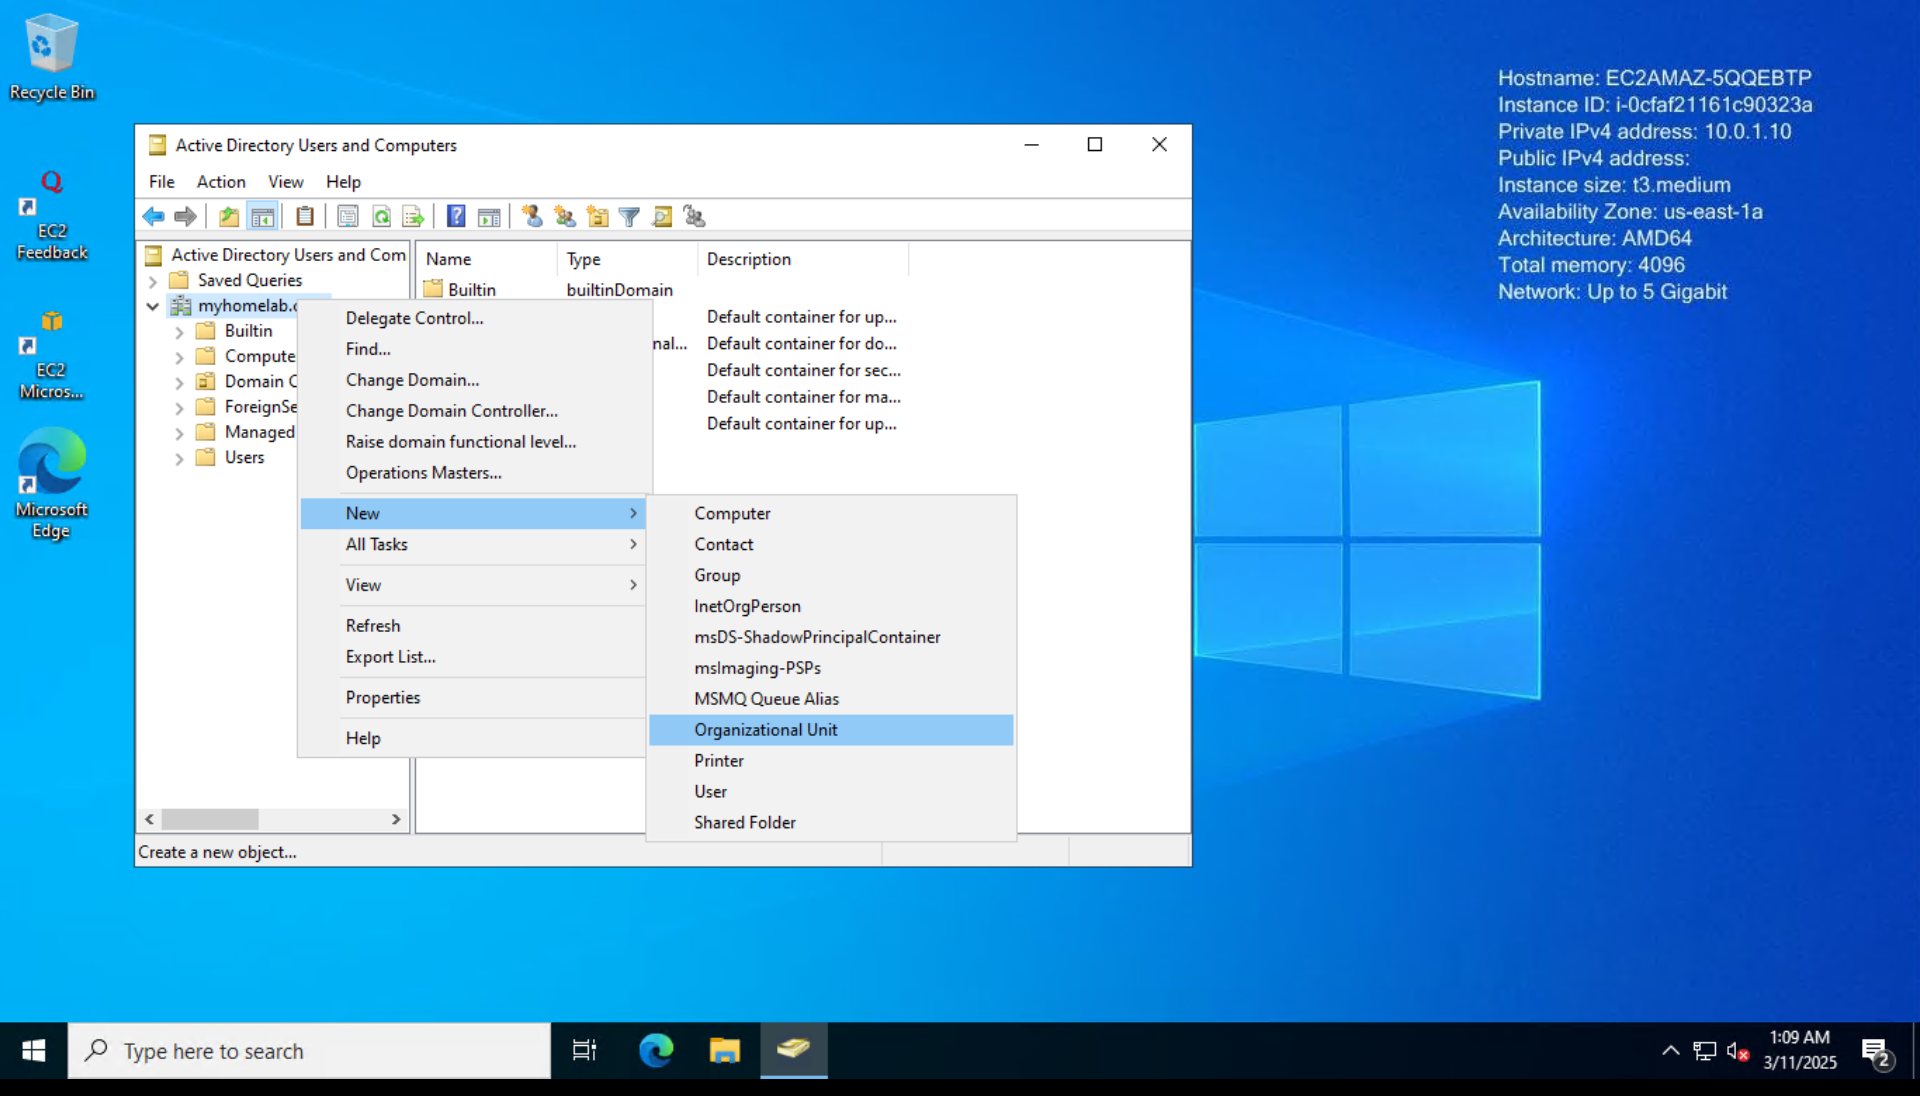 Recycle Bin
EC2
Feedback
EC2
Micros...
Microsoft
Edge
Hostname: EC2AMAZ-5QQEBTP
Instance ID: i-0cfaf21161c90323a
Private IPv4 address: 10.0.1.10
Public IPv4 address:
Instance size: t3.medium
Availability Zone: us-east-1a
Architecture: AMD64
Total memory: 4096
Network: Up to 5 Gigabit
Active Directory Users and Computers
File Action View Help
Active Directory Users and Com
Saved Queries
myhomelab.c
Builtin
Compute
Domain C
ForeignSe
Managed
Users
Name Type Description
Builtin builtinDomain
Default container for up...
nal... Default container for do...
Default container for sec...
Default container for ma...
Default container for up...
Delegate Control...
Find...
Change Domain...
Change Domain Controller...
Raise domain functional level...
Operations Masters...
New
All Tasks
View
Refresh
Export List...
Properties
Help
Computer
Contact
Group
InetOrgPerson
msDS-ShadowPrincipalContainer
msImaging-PSPs
MSMQ Queue Alias
Organizational Unit
Printer
User
Shared Folder
Create a new object...
Type here to search
1:09 AM
3/11/2025
2